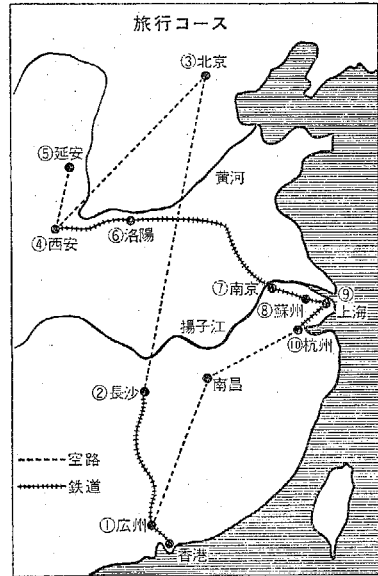 旅行コース
③北京
⑤延安
黄河
④西安
⑥洛陽
⑦南京
⑨
上海
⑧蘇州
揚子江
⑩杭州
南昌
②長沙
空路
鉄道
①広州
香港